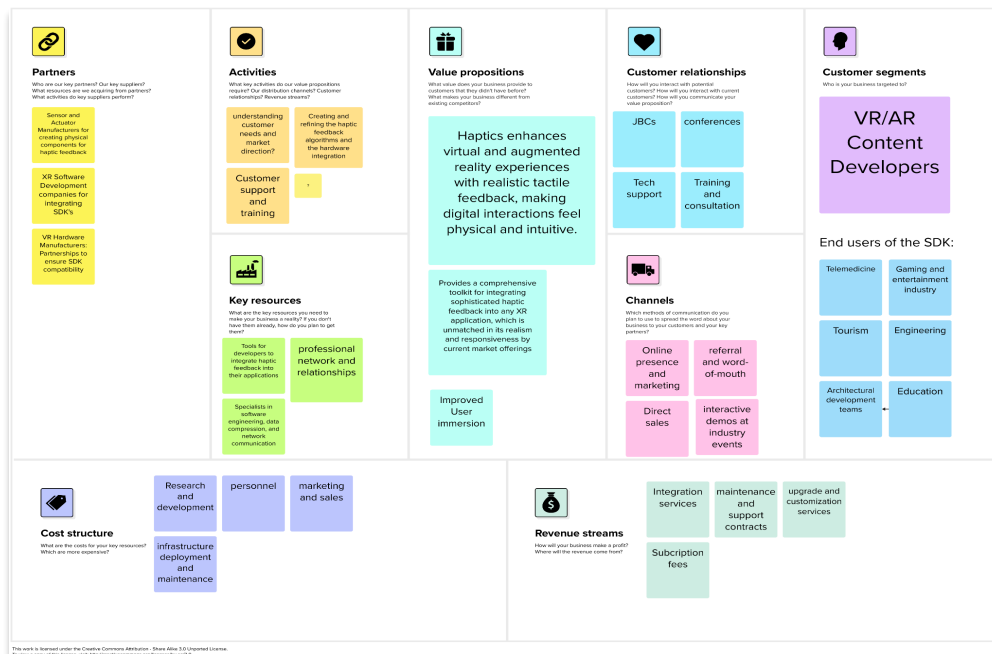 Partners
Who are our key partners? Our key suppliers?
What resources are we acquiring from partners?
What activities do key suppliers perform?
Sensor and
Actuator
Manufacturers for
creating physical
components for
haptic feedback
XR Software
Development
companies for
integrating
SDK's
VR Hardware
Manufacturers:
Partnerships to
ensure SDK
compatibility
Activities
What key activities do our value propositions
require? Our distribution channels? Customer
relationships? Revenue streams?
understanding
customer
needs and
market
direction?
Creating and
refining the haptic
feedback
algorithms and
the hardware
integration
Customer
support
and
training
Key resources
What are the key resources you need to
make your business a reality? If you don't
have them already, how do you plan to get
them?
Tools for
developers to
integrate haptic
feedback into
their applications
professional
network and
relationships
Specialists in
software
engineering, data
compression, and
network
communication
Value propositions
What value does your business provide to
customers that they didn't have before?
What makes your business different from
existing competitors?
Haptics enhances
virtual and augmented
reality experiences
with realistic tactile
feedback, making
digital interactions feel
physical and intuitive.
Provides a comprehensive
toolkit for integrating
sophisticated haptic
feedback into any XR
application, which is
unmatched in its realism
and responsiveness by
current market offerings
Improved
User
immersion
Customer relationships
How will you interact with potential
customers? How will you interact with current
customers? How will you communicate your
value proposition?
JBCs
conferences
Tech
support
Training
and
consultation
Channels
Which methods of communication do you
plan to use to spread the word about your
business to your customers and your key
partners?
Online
presence
and
marketing
referral
and word-
of-mouth
Direct
sales
interactive
demos at
industry
events
Customer segments
Who is your business targeted to?
VR/AR
Content
Developers
End users of the SDK:
Telemedicine
Gaming and
entertainment
industry
Tourism
Engineering
Architectural
development
teams
Education
Cost structure
What are the costs for your key resources?
Which are more expensive?
Research
and
development
personnel
marketing
and sales
infrastructure
deployment
and
maintenance
Revenue streams
How will your business make a profit?
Where will the revenue come from?
Integration
services
maintenance
and
support
contracts
upgrade and
customization
services
Subcription
fees
This work is licensed under the Creative Commons Attribution - Share Alive 3.0 Unported License.